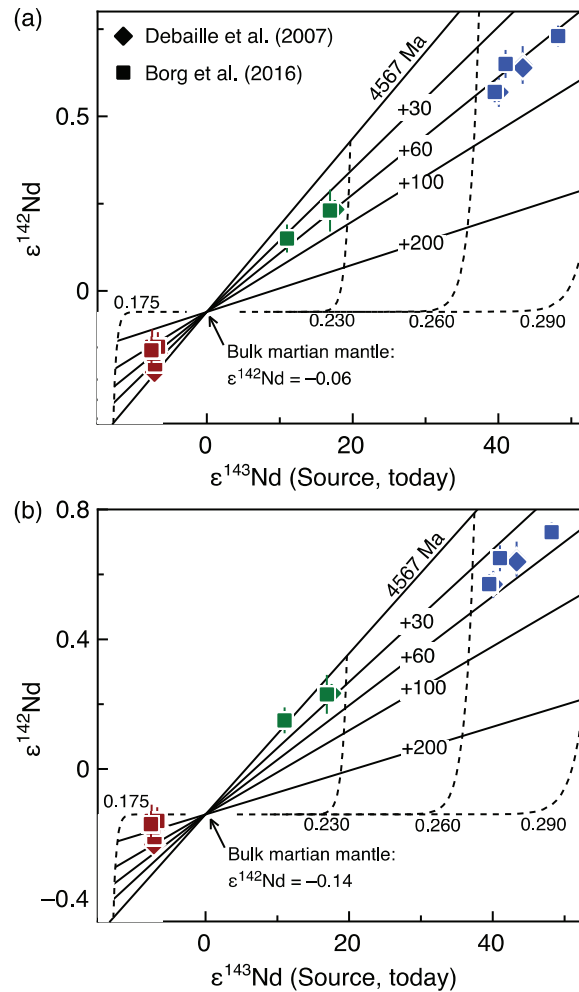 (a)
Debaille et al. (2007)
Borg et al. (2016)
4567 Ma
+30
+60
+100
+200
0.5
0
ε142Nd
0.175
0.230
0.260
0.290
Bulk martian mantle:
ε142Nd = −0.06
0
20
40
ε143Nd (Source, today)
(b)
0.8
4567 Ma
+30
+60
+100
+200
0.4
0
−0.4
ε142Nd
0.175
0.230
0.260
0.290
Bulk martian mantle:
ε142Nd = −0.14
0
20
40
ε143Nd (Source, today)